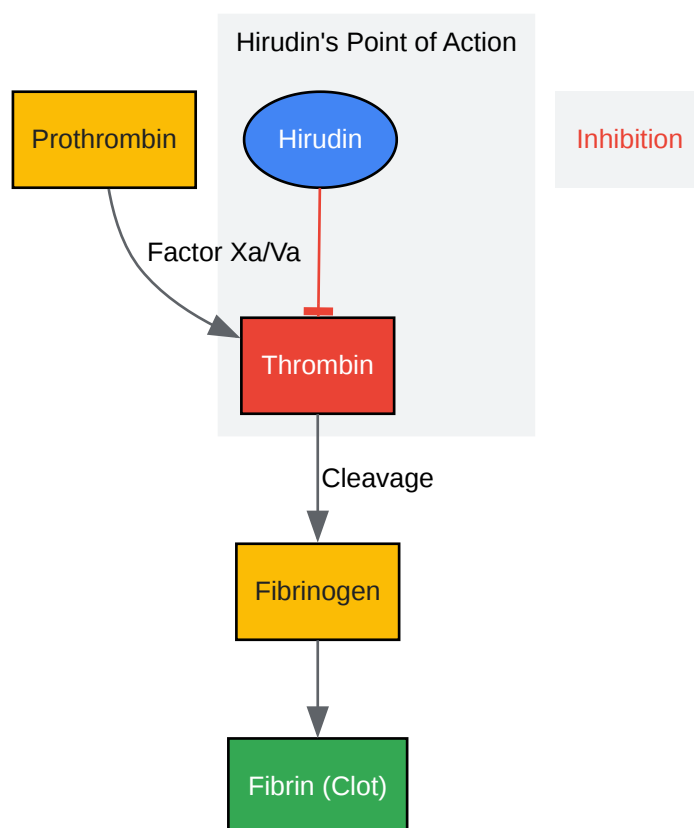 Hirudin's Point of Action
Prothrombin
Hirudin
Inhibition
Factor Xa/Va
Thrombin
Cleavage
Fibrinogen
Fibrin (Clot)